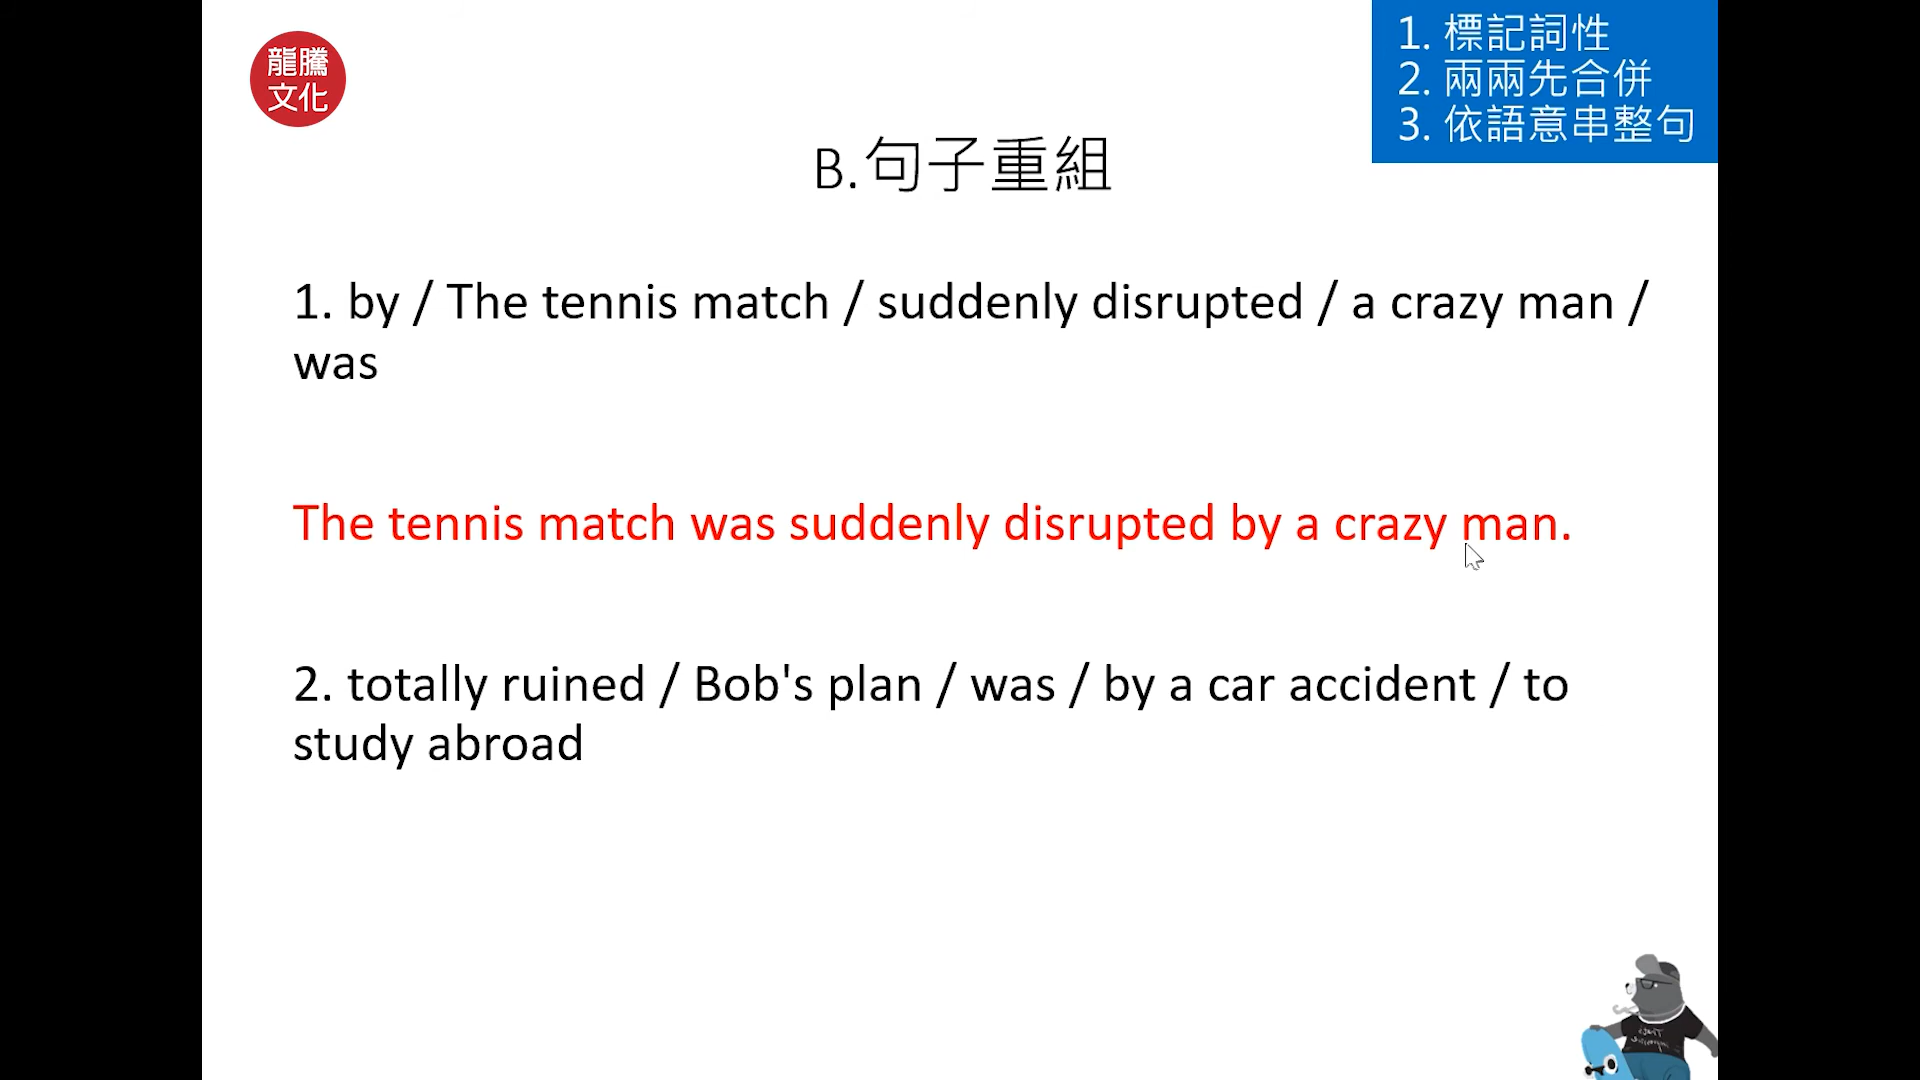 龍騰
文化
1. 標記詞性
2. 兩兩先合併
3. 依語意串整句
B.句子重組
1. by / The tennis match / suddenly disrupted / a crazy man /
was
The tennis match was suddenly disrupted by a crazy man.
2. totally ruined / Bob's plan / was / by a car accident / to
study abroad